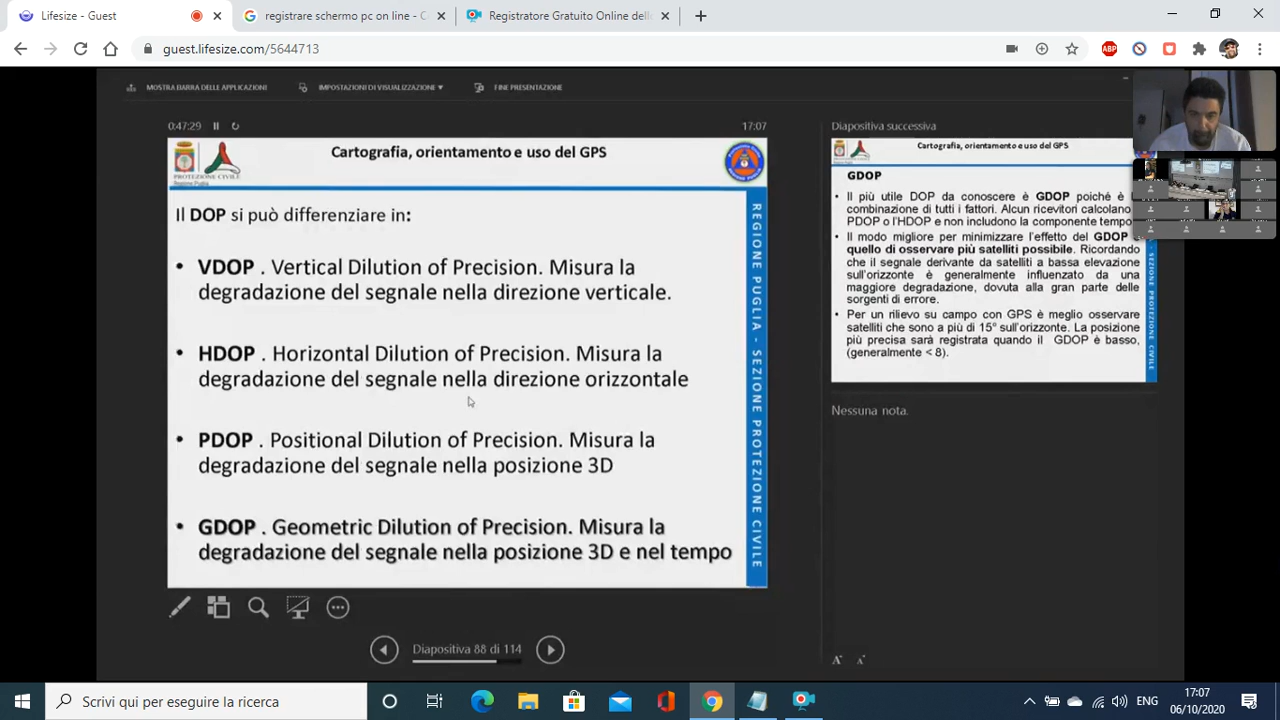 Lifesize - Guest
registrare schermo pc on line - C
Registratore Gratuito Online dell
guest.lifesize.co/5644713
ABP
MOSTRA BARRA DELLE APPLICAZIONI
IMPOSTAZIONI DI VISUALIZZAZIONE ▾
FINE PRESENTAZIONE
0:47:29
17:07
Cartografia, orientamento e uso del GPS
PROTEZIONE CIVILE
Regione Puglia
Il DOP si può differenziare in:
• VDOP . Vertical Dilution of Precision. Misura la
degradazione del segnale nella direzione verticale.
• HDOP . Horizontal Dilution of Precision. Misura la
degradazione del segnale nella direzione orizzontale
• PDOP . Positional Dilution of Precision. Misura la
degradazione del segnale nella posizione 3D
• GDOP . Geometric Dilution of Precision. Misura la
degradazione del segnale nella posizione 3D e nel tempo
REGIONE PUGLIA - SEZIONE PROTEZIONE CIVILE
Diapositiva 88 di 114
Diapositiva successiva
Cartografia, orientamento e uso del GPS
GDOP
• Il più utile DOP da conoscere è GDOP poiché è
combinazione di tutti i fattori. Alcun ricevitori calcolano
PDOP o l'HDOP e non includono la componente tempo
• Il modo migliore per minimizzare l'effetto del GDOP
quello di osservare più satelliti possibile. Ricordando
che il segnale derivante da satelliti a bassa elevazione
sull'orizzonte è generalmente influenzato da una
maggiore degradazione, dovuta alla gran parte delle
sorgenti di errore.
• Per un rilievo su campo con GPS è meglio osservare
satelliti che sono a più di 15° sull'orizzonte. La posizione
più precisa sarà registrata quando il GDOP è basso,
(generalmente < 8).
- SEZIONE PROTEZIONE CIVILE
Nessuna nota.
A A
Scrivi qui per eseguire la ricerca
ENG
17:07
06/10/2020